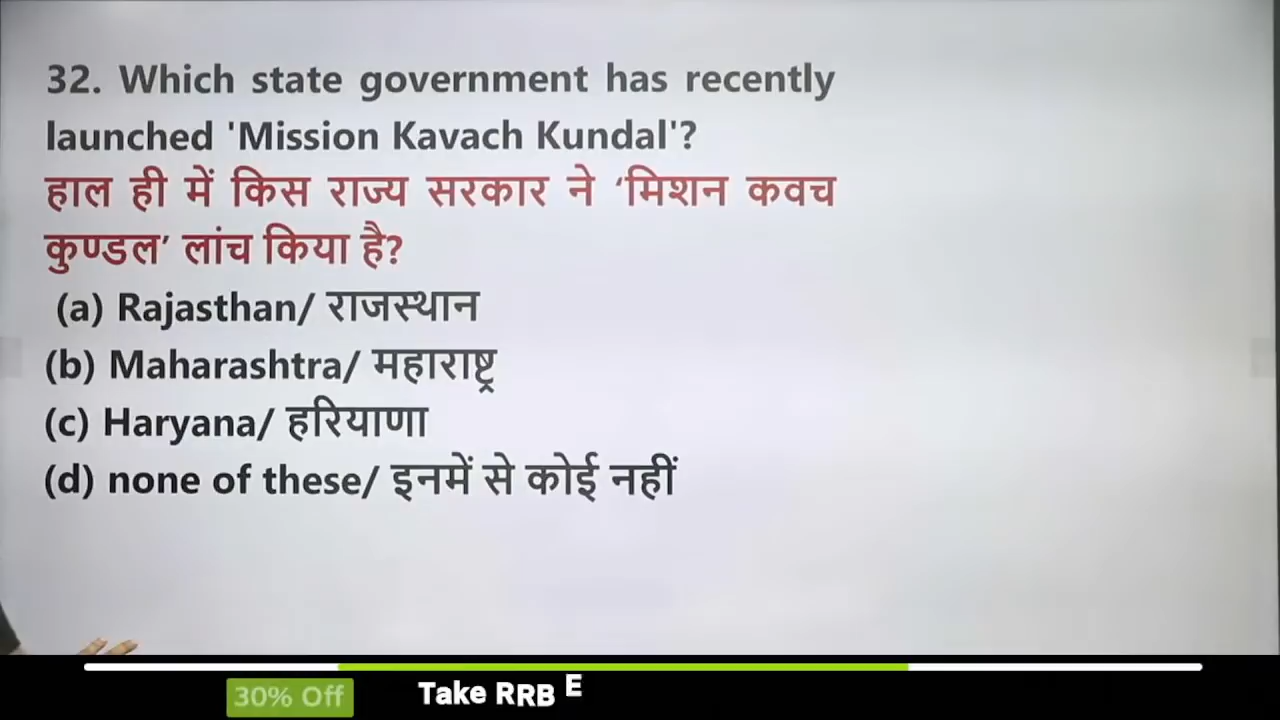 32. Which state government has recently
launched 'Mission Kavach Kundal'?
हाल ही में किस राज्य सरकार ने ‘मिशन कवच
कुण्डल’ लांच किया है?
(a) Rajasthan/ राजस्थान
(b) Maharashtra/ महाराष्ट्र
(c) Haryana/ हरियाणा
(d) none of these/ इनमें से कोई नहीं
30% Off Take RRB E